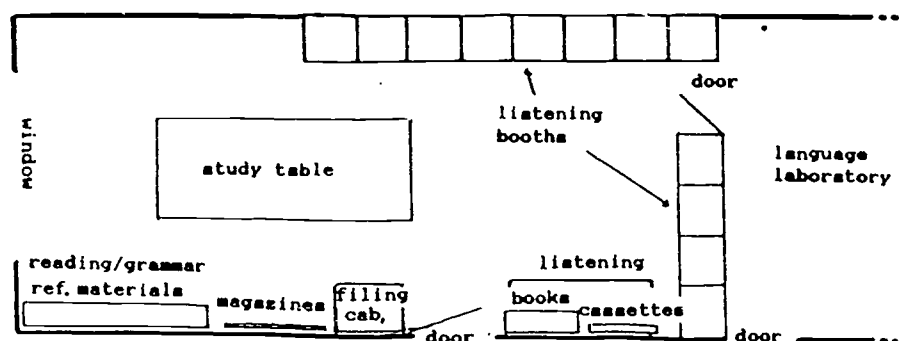 door
listening
booths
window
study table
language
laboratory
reading/grammar
ref. materials
magazines
filing
cab,
listening
books
cassettes
door
door